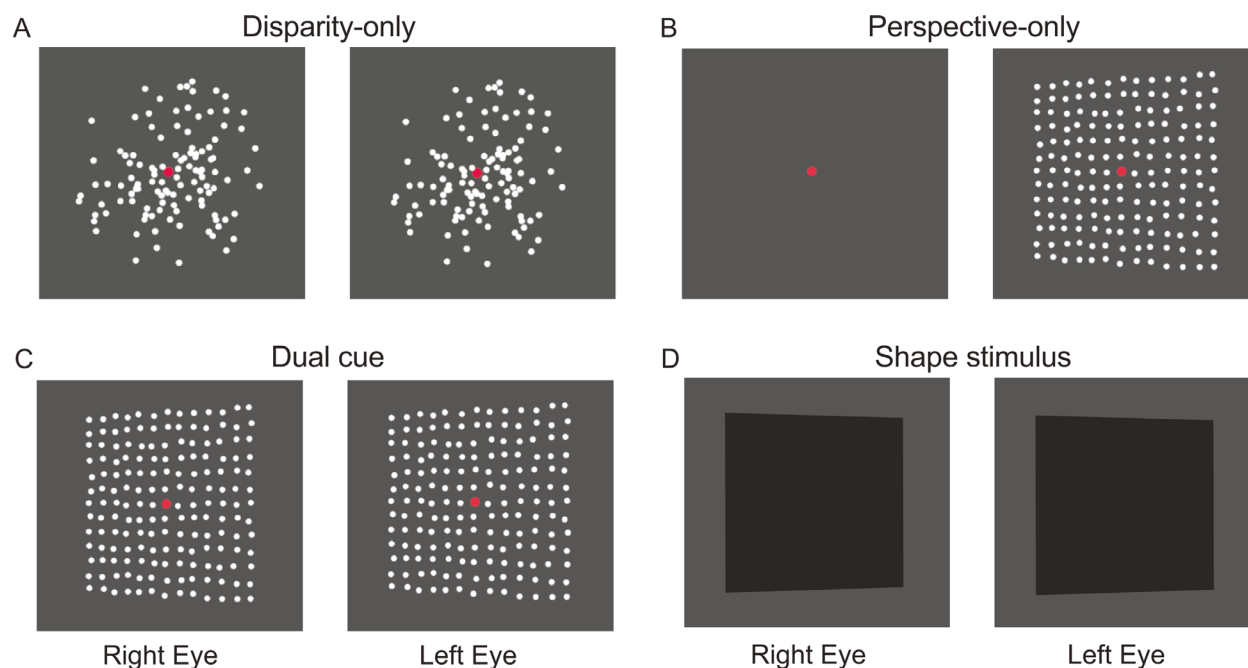 A
Disparity-only
B
Perspective-only
C
Dual cue
D
Shape stimulus
Right Eye
Left Eye
Right Eye
Left Eye